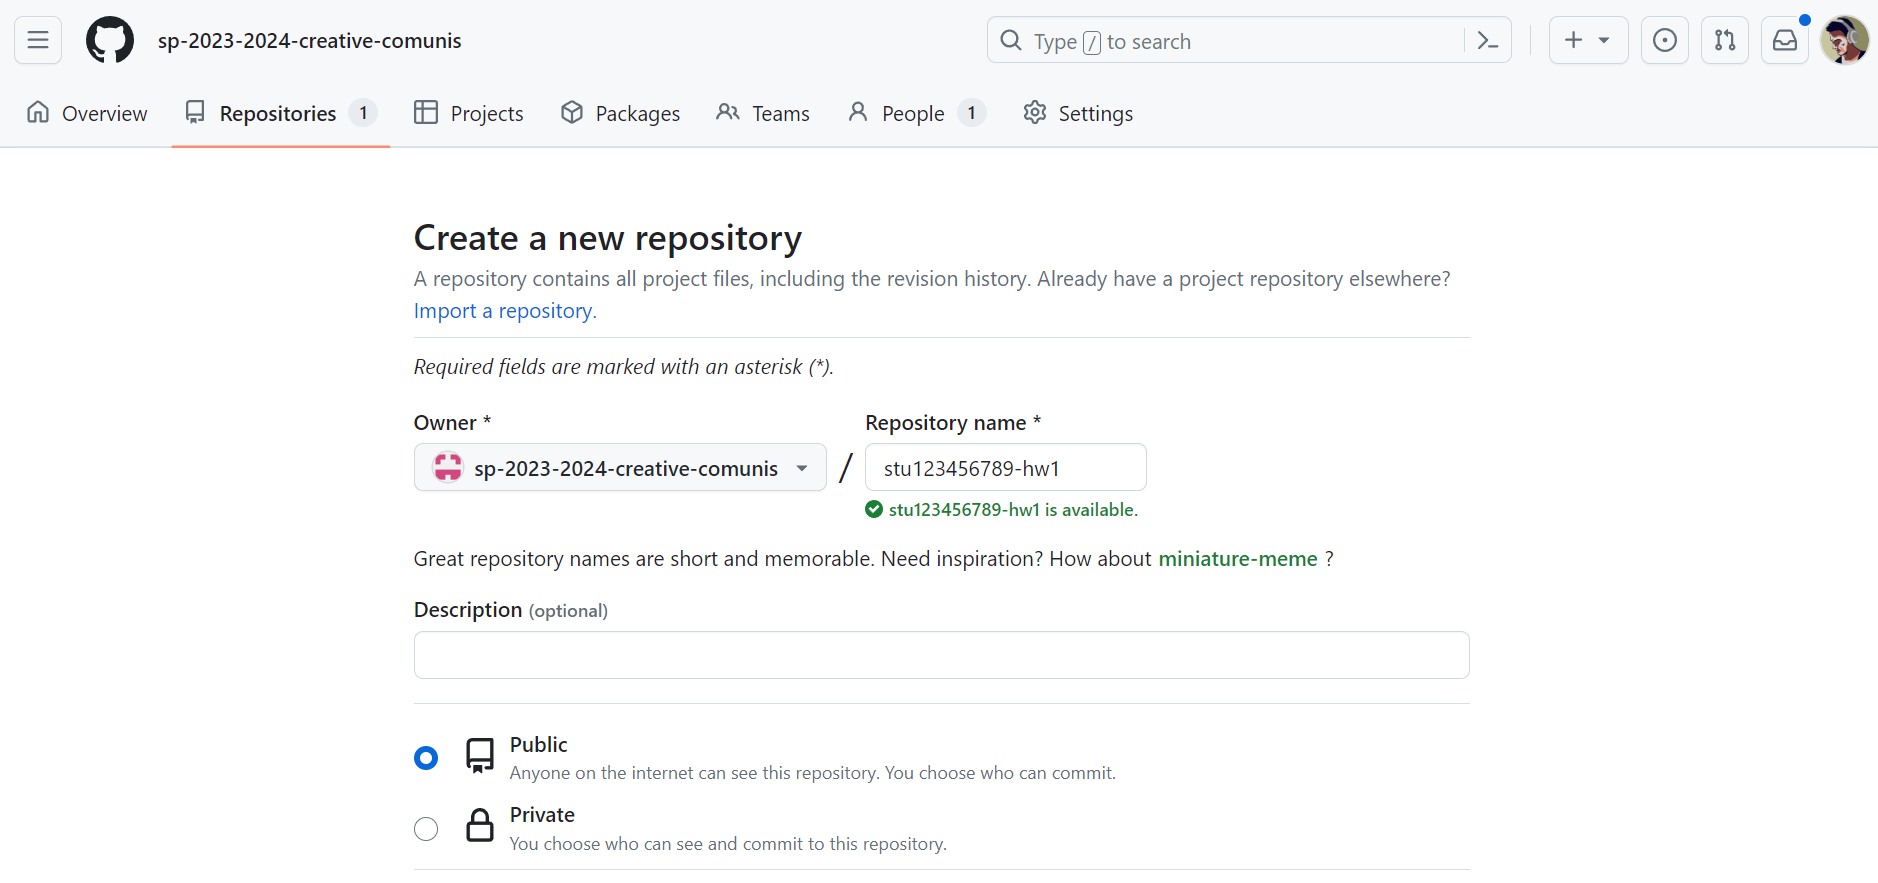 sp-2023-2024-creative-comunis
Type / to search
Overview
Repositories 1
Projects
Packages
Teams
People 1
Settings
Create a new repository
A repository contains all project files, including the revision history. Already have a project repository elsewhere?
Import a repository.
Required fields are marked with an asterisk (*).
Owner *
Repository name *
sp-2023-2024-creative-comunis / stu123456789-hw1
stu123456789-hw1 is available.
Great repository names are short and memorable. Need inspiration? How about miniature-meme ?
Description (optional)
Public
Anyone on the internet can see this repository. You choose who can commit.
Private
You choose who can see and commit to this repository.